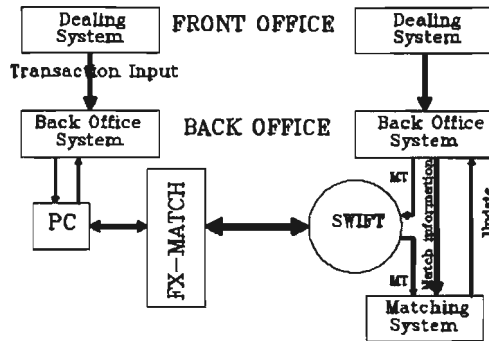 Dealing
System
FRONT OFFICE
Dealing
System
Transaction Input
Back Office
System
BACK OFFICE
Back Office
System
PC
FX-MATCH
SWIFT
MT
Match information
Update
MT
Matching
System